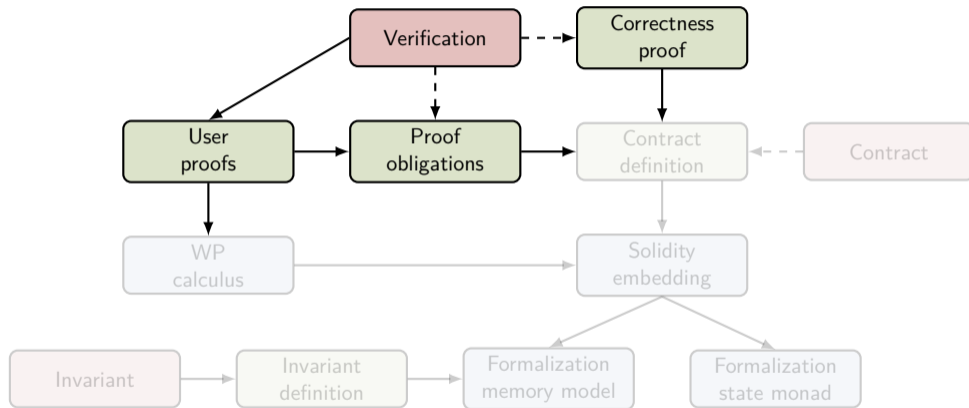 Verification
Correctness
proof
User
proofs
Proof
obligations
Contract
definition
Contract
WP
calculus
Solidity
embedding
Invariant
Invariant
definition
Formalization
memory model
Formalization
state monad